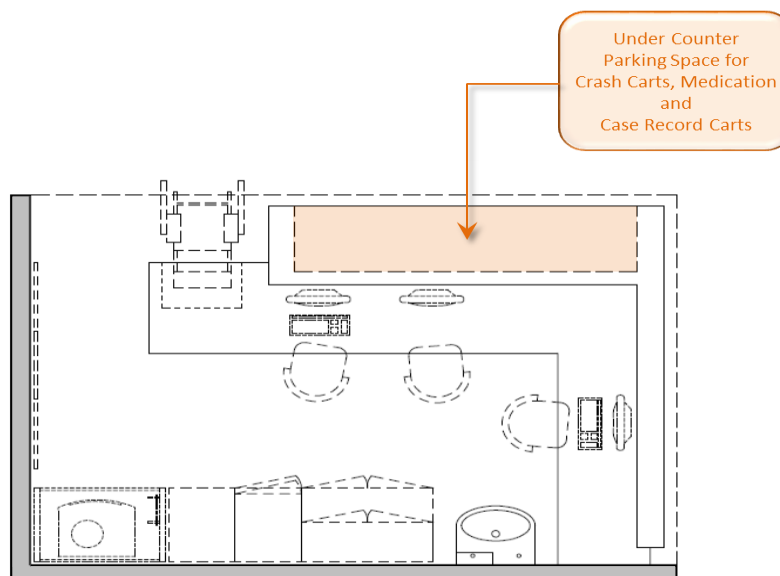 Under Counter
Parking Space for
Crash Carts, Medication
and
Case Record Carts